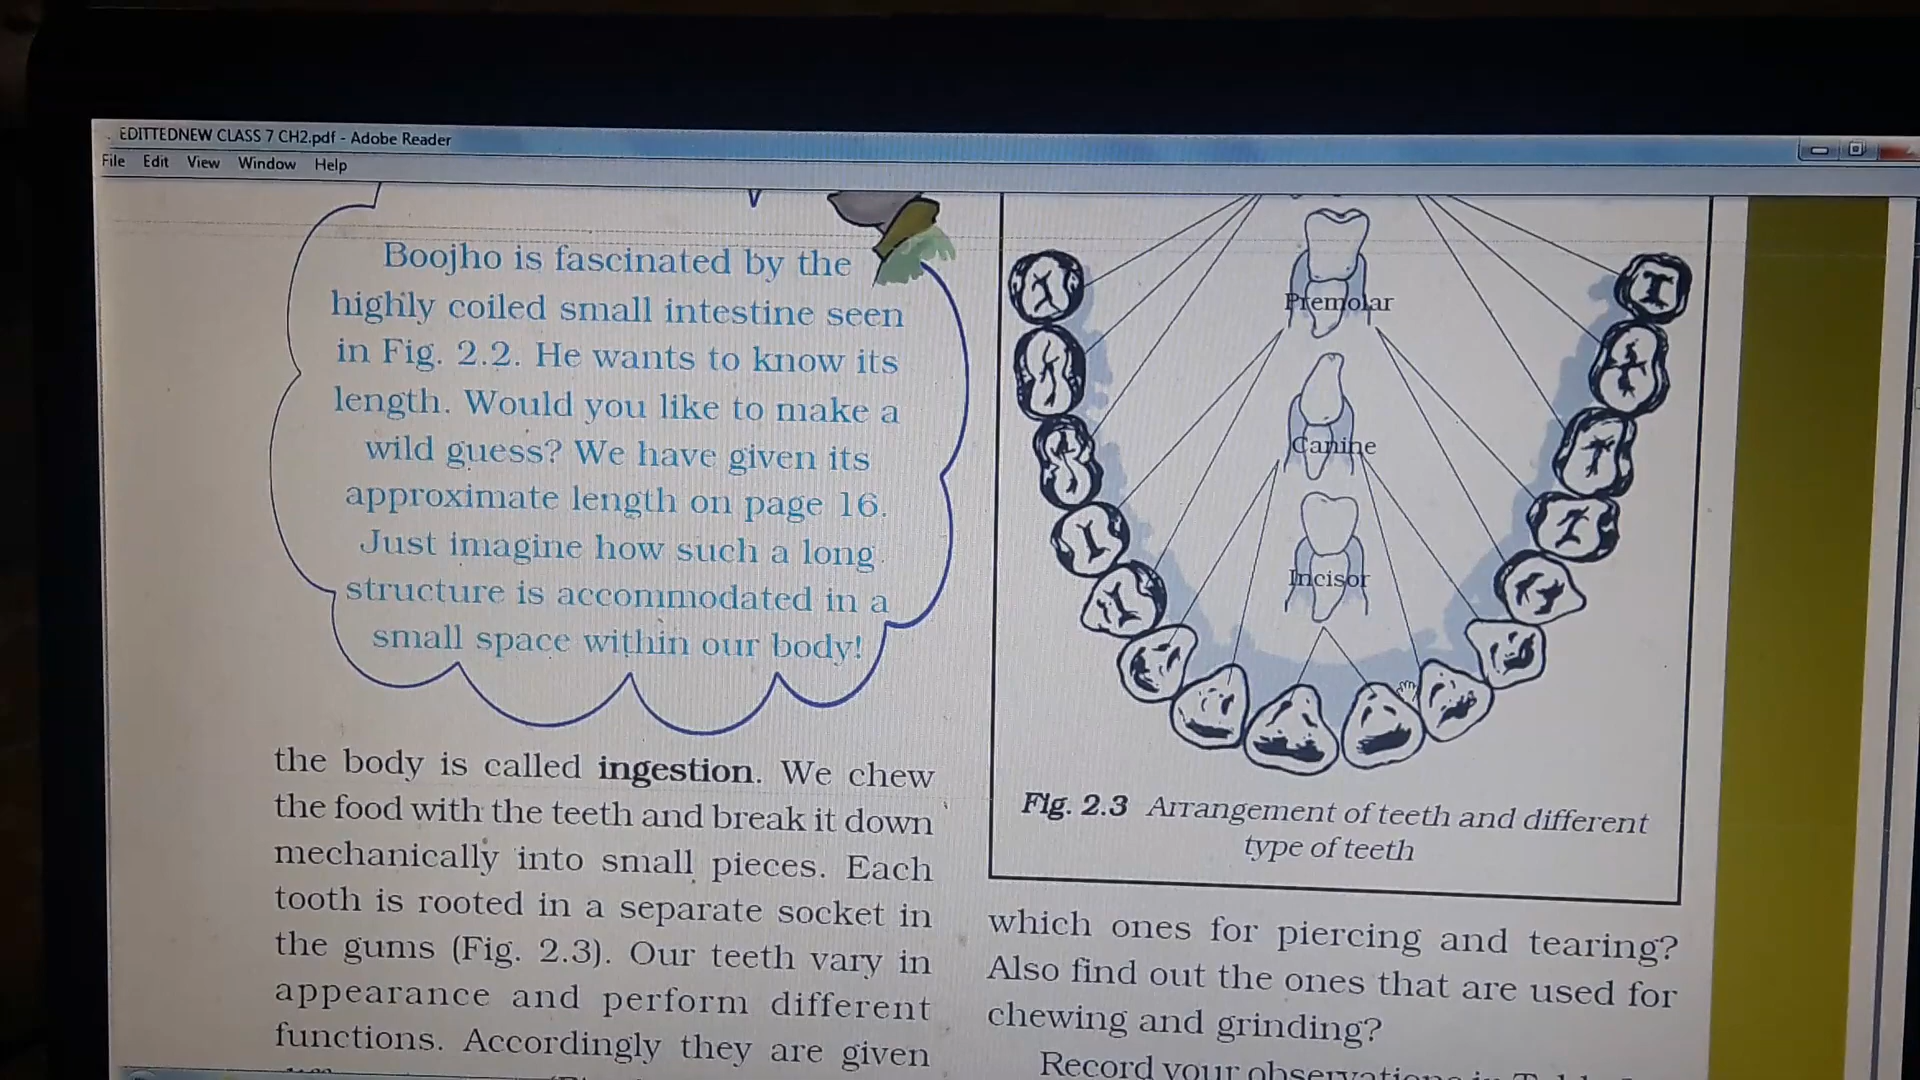 EDITTEDNEW CLASS 7 CH2.pdf - Adobe Reader
File Edit View Window Help
Boojho is fascinated by the
highly coiled small intestine seen
in Fig. 2.2. He wants to know its
length. Would you like to make a
wild guess? We have given its
approximate length on page 16.
Just imagine how such a long
structure is accommodated in a
small space within our body!
the body is called ingestion. We chew
the food with the teeth and break it down
mechanically into small pieces. Each
tooth is rooted in a separate socket in
the gums (Fig. 2.3). Our teeth vary in
appearance and perform different
functions. Accordingly they are given
Premolar
Canine
Incisor
Fig. 2.3 Arrangement of teeth and different
type of teeth
which ones for piercing and tearing?
Also find out the ones that are used for
chewing and grinding?
Record your observations in